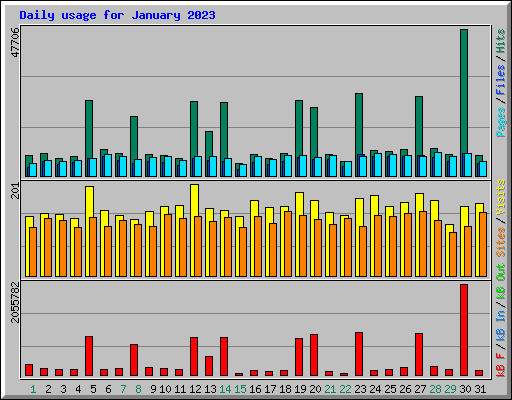 Daily usage for January 2023
47706
Pages / Files / Hits
201
Sites / Visits
2055782
kB F / kB In / kB Out
1 2 3 4 5 6 7 8 9 10 11 12 13 14 15 16 17 18 19 20 21 22 23 24 25 26 27 28 29 30 31